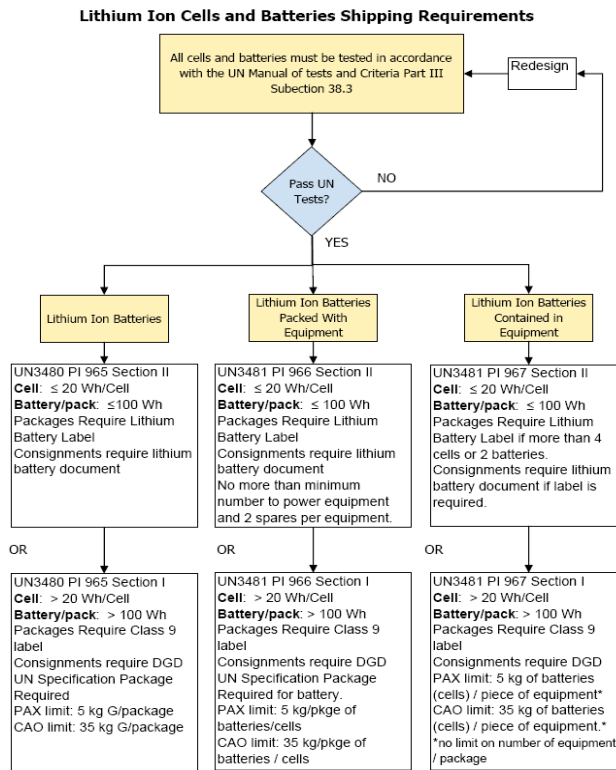 Lithium Ion Cells and Batteries Shipping Requirements
All cells and batteries must be tested in accordance
with the UN Manual of tests and Criteria Part III
Subection 38.3
Redesign
Pass UN
Tests?
NO
YES
Lithium Ion Batteries
Lithium Ion Batteries
Packed With
Equipment
Lithium Ion Batteries
Contained in
Equipment
UN3480 PI 965 Section II
Cell: ≤ 20 Wh/Cell
Battery/pack: ≤100 Wh
Packages Require Lithium
Battery Label
Consignments require lithium
battery document
UN3481 PI 966 Section II
Cell: ≤ 20 Wh/Cell
Battery/pack: ≤ 100 Wh
Packages Require Lithium
Battery Label
Consignments require lithium
battery document
No more than minimum
number to power equipment
and 2 spares per equipment.
UN3481 PI 967 Section II
Cell: ≤ 20 Wh/Cell
Battery/pack: ≤ 100 Wh
Packages Require Lithium
Battery Label if more than 4
cells or 2 batteries.
Consignments require lithium
battery document if label is
required.
OR
OR
OR
UN3480 PI 965 Section I
Cell: > 20 Wh/Cell
Battery/pack: > 100 Wh
Packages Require Class 9
label
Consignments require DGD
UN Specification Package
Required
PAX limit: 5 kg G/package
CAO limit: 35 kg G/package
UN3481 PI 966 Section I
Cell: > 20 Wh/Cell
Battery/pack: > 100 Wh
Packages Require Class 9
label
Consignments require DGD
UN Specification Package
Required for battery.
PAX limit: 5 kg/pkge of
batteries/cells
CAO limit: 35 kg/pkge of
batteries / cells
UN3481 PI 967 Section I
Cell: > 20 Wh/Cell
Battery/pack: > 100 Wh
Packages Require Class 9
label
Consignments require DGD
PAX limit: 5 kg of batteries
(cells) / piece of equipment*
CAO limit: 35 kg of batteries
(cells) / piece of equipment.*
*no limit on number of equipment
/ package